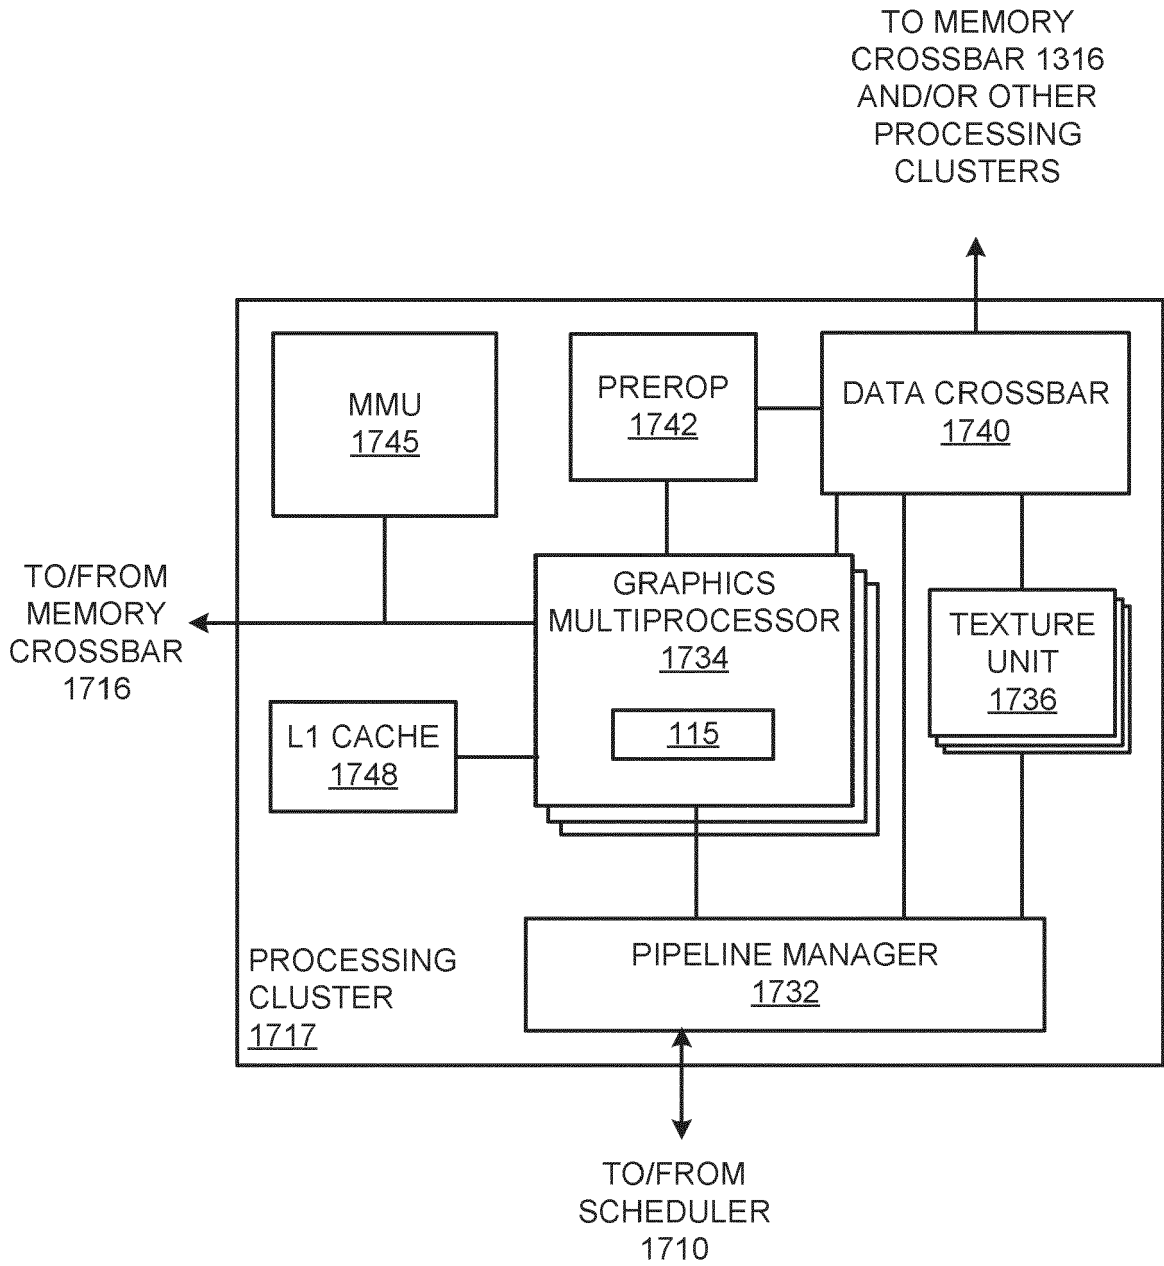 TO MEMORY
CROSSBAR 1316
AND/OR OTHER
PROCESSING
CLUSTERS
MMU
1745
PREROP
1742
DATA CROSSBAR
1740
TO/FROM
MEMORY
CROSSBAR
1716
GRAPHICS
MULTIPROCESSOR
1734
115
TEXTURE
UNIT
1736
L1 CACHE
1748
PROCESSING
CLUSTER
1717
PIPELINE MANAGER
1732
TO/FROM
SCHEDULER
1710